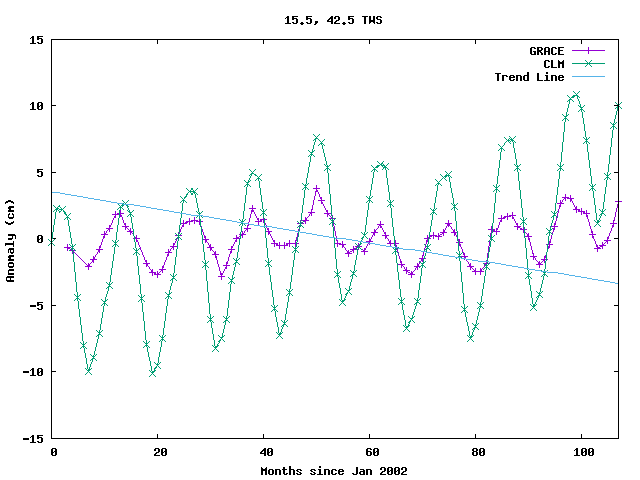 15.5, 42.5 TWS
GRACE
CLM
Trend Line
Anomaly (cm)
15
10
5
0
-5
-10
-15
0 20 40 60 80 100
Months since Jan 2002